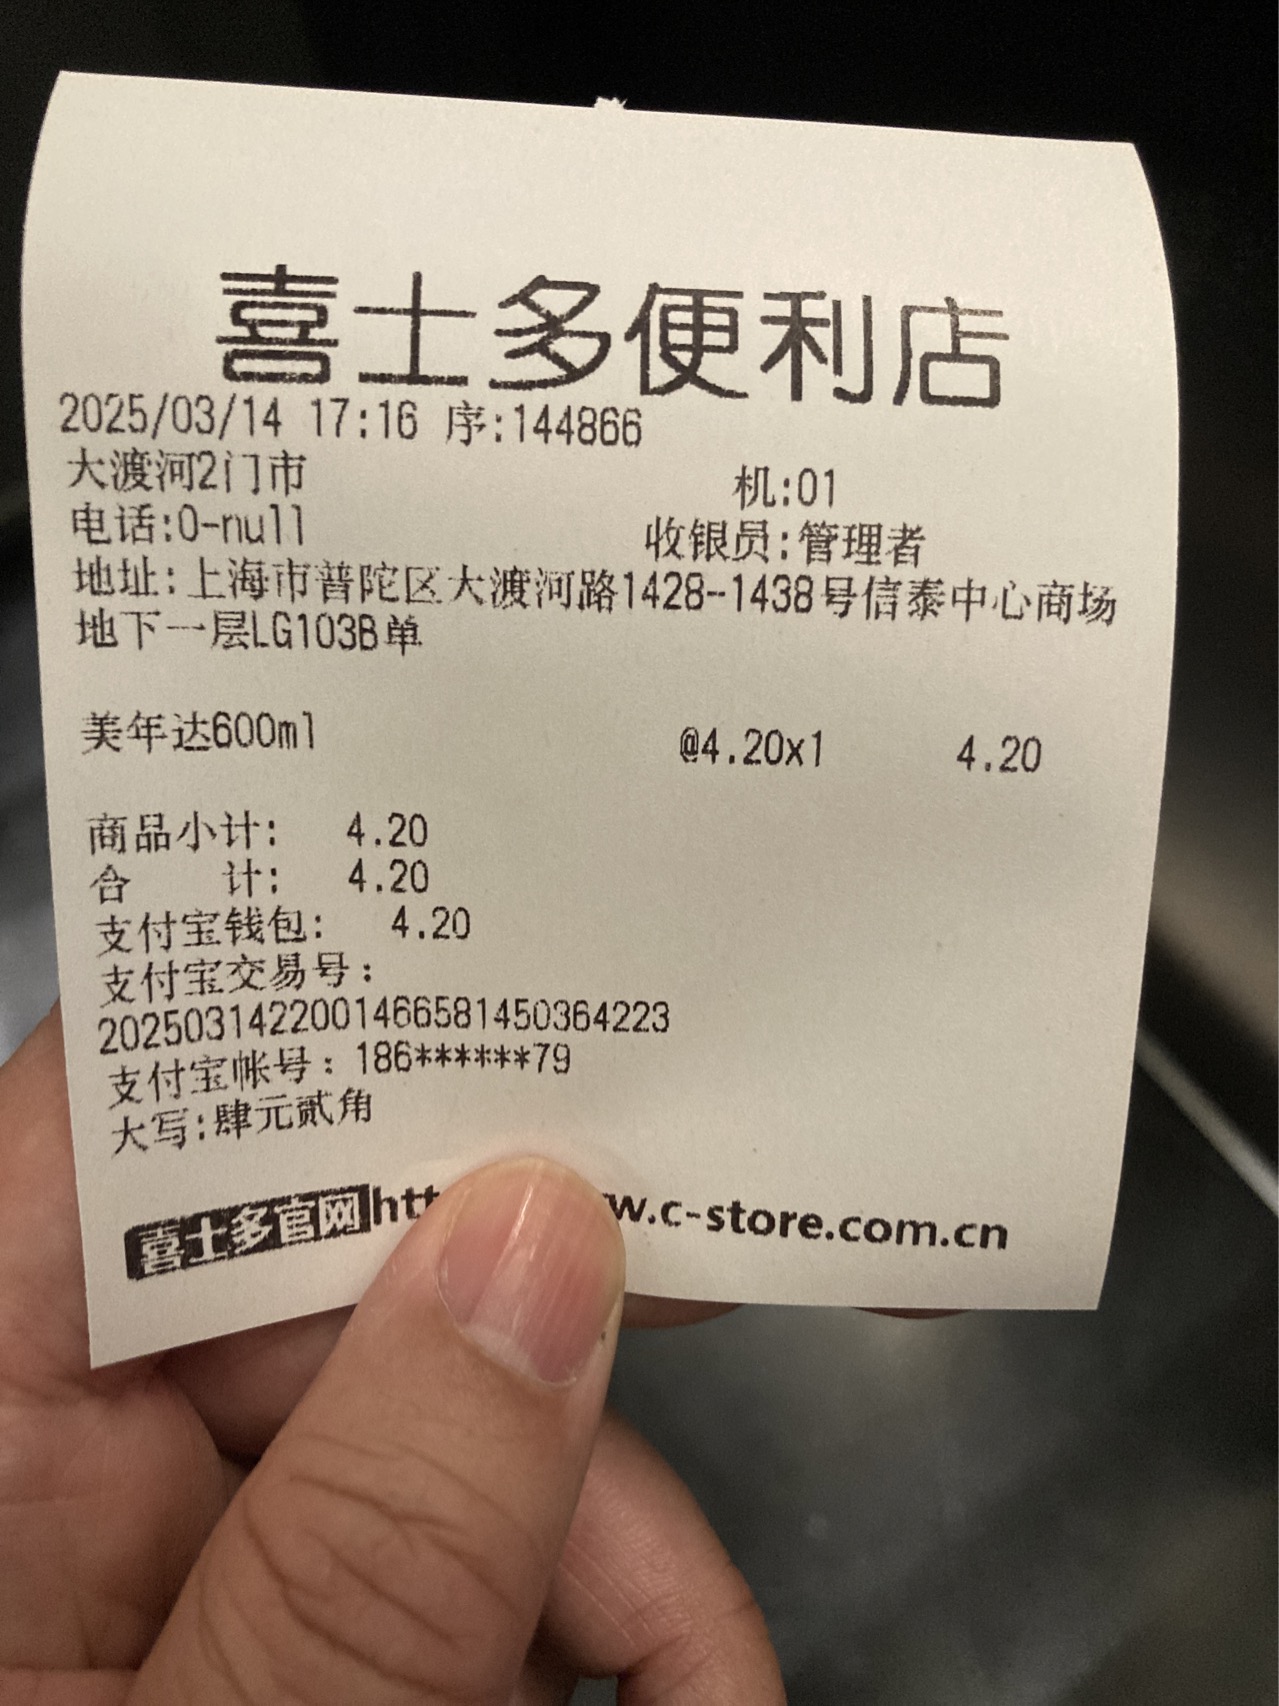 喜士多便利店
2025/03/14 17:16 序:144866
大渡河2门市 机:01
电话:0-null 收银员:管理者
地址:上海市普陀区大渡河路1428-1438号信泰中心商场
地下一层LG103B单
美年达600ml @4.20x1 4.20
商品小计: 4.20
合 计: 4.20
支付宝钱包: 4.20
支付宝交易号:
2025031422001466581450364223
支付宝帐号: 186******79
大写:肆元贰角
喜士多官网 htt w.c-store.com.cn